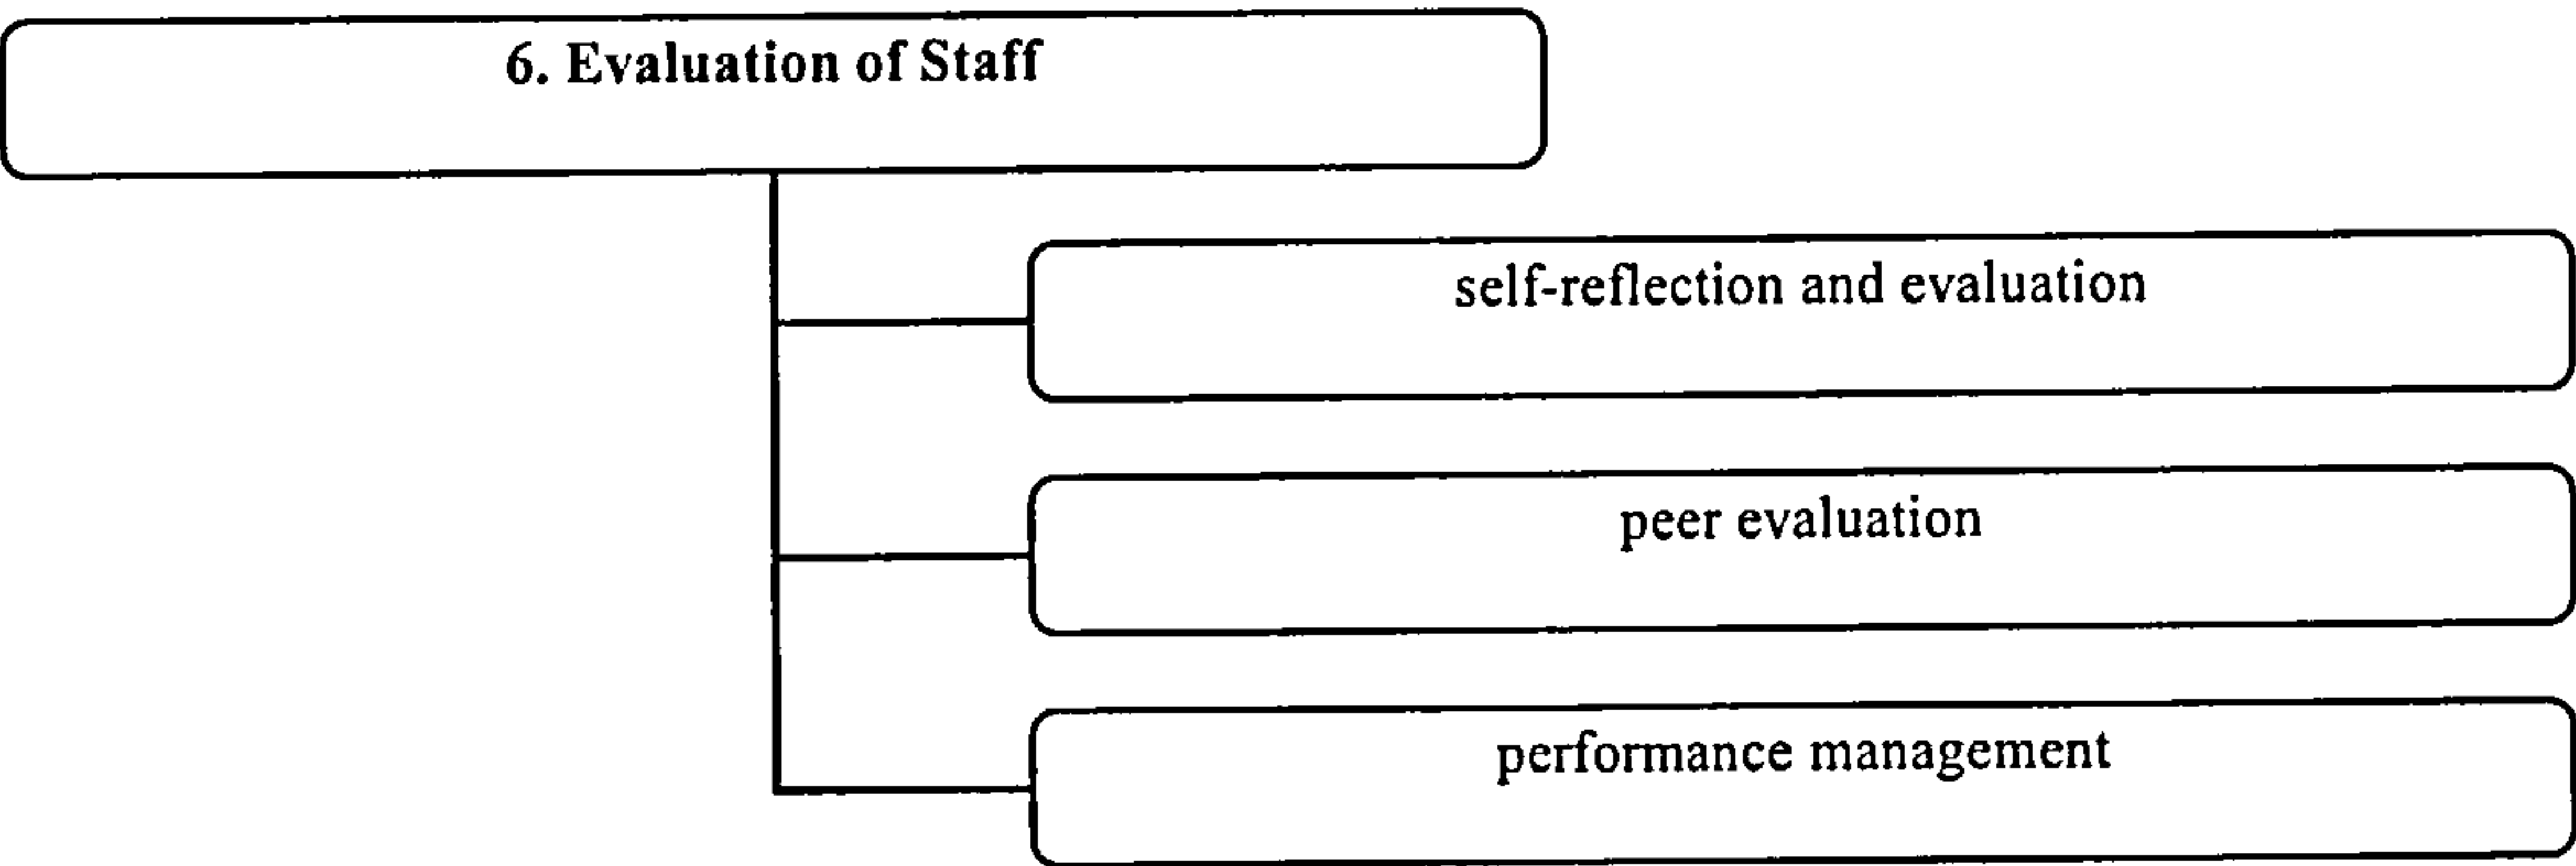 6. Evaluation of Staff
self-reflection and evaluation
peer evaluation
performance management